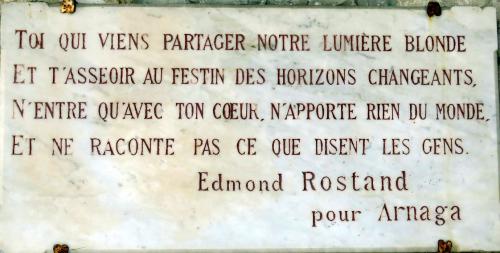 TOI QUI VIENS PARTAGER NOTRE LUMIÈRE BLONDE
ET T'ASSEOIR AU FESTIN DES HORIZONS CHANGEANTS,
N'ENTRE QU'AVEC TON CŒUR, N'APPORTE RIEN DU MONDE,
ET NE RACONTE PAS CE QUE DISENT LES GENS.
Edmond Rostand
pour Arnaga